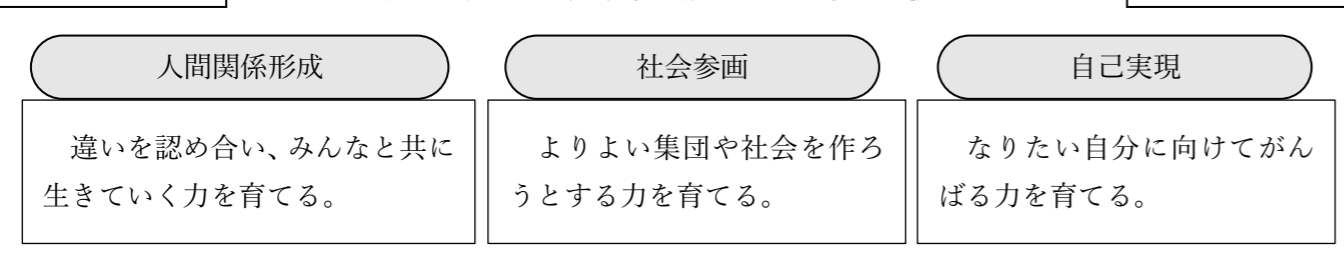 人間関係形成
違いを認め合い、みんなと共に
生きていく力を育てる。
社会参画
よりよい集団や社会を作ろ
うとする力を育てる。
自己実現
なりたい自分に向けてがん
ばる力を育てる。